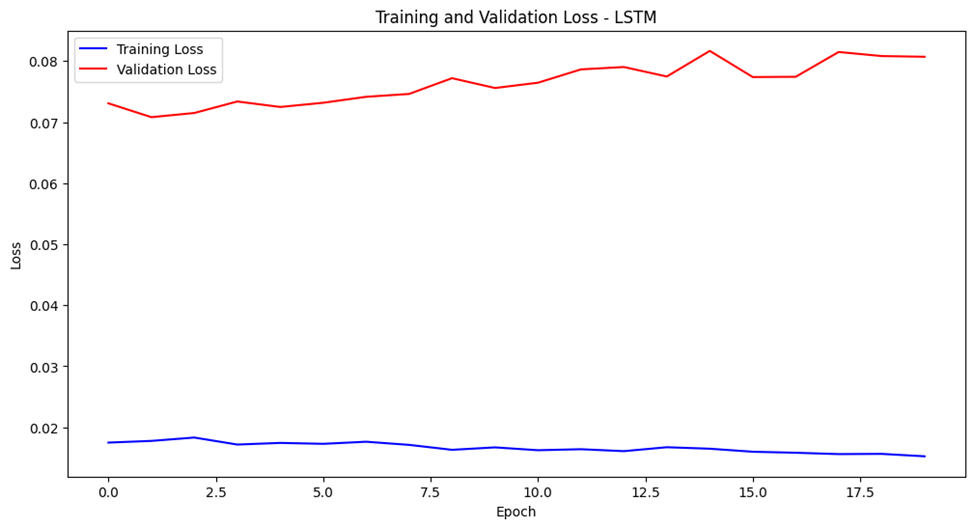 Training and Validation Loss - LSTM
Training Loss
Validation Loss
0.08
0.07
0.06
0.05
0.04
0.03
0.02
Loss
0.0 2.5 5.0 7.5 10.0 12.5 15.0 17.5
Epoch